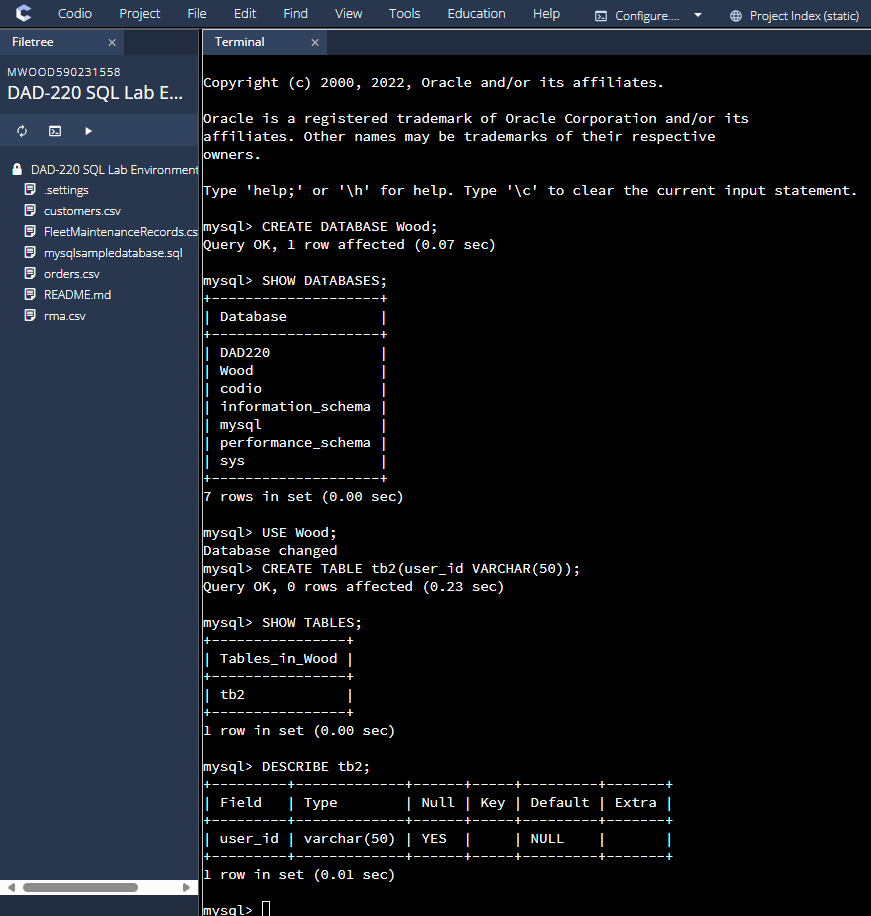 Codio Project File Edit Find View Tools Education Help Configure.... Project Index (static)
Filetree × Terminal ×
MWOOD590231558
DAD-220 SQL Lab E...
DAD-220 SQL Lab Environment
.settings
customers.csv
FleetMaintenanceRecords.cs
mysqlsampledatabase.sql
orders.csv
README.md
rma.csv
Copyright (c) 2000, 2022, Oracle and/or its affiliates.
Oracle is a registered trademark of Oracle Corporation and/or its
affiliates. Other names may be trademarks of their respective
owners.
Type 'help;' or '\h' for help. Type '\c' to clear the current input statement.
mysql> CREATE DATABASE Wood;
Query OK, 1 row affected (0.07 sec)
mysql> SHOW DATABASES;
+--------------------+
| Database           |
+--------------------+
| DAD220             |
| Wood               |
| codio              |
| information_schema |
| mysql              |
| performance_schema |
| sys                |
+--------------------+
7 rows in set (0.00 sec)
mysql> USE Wood;
Database changed
mysql> CREATE TABLE tb2(user_id VARCHAR(50));
Query OK, 0 rows affected (0.23 sec)
mysql> SHOW TABLES;
+----------------+
| Tables_in_Wood |
+----------------+
| tb2            |
+----------------+
1 row in set (0.00 sec)
mysql> DESCRIBE tb2;
+---------+-------------+------+-----+---------+-------+
| Field   | Type        | Null | Key | Default | Extra |
+---------+-------------+------+-----+---------+-------+
| user_id | varchar(50) | YES  |     | NULL    |       |
+---------+-------------+------+-----+---------+-------+
1 row in set (0.01 sec)
mysql>